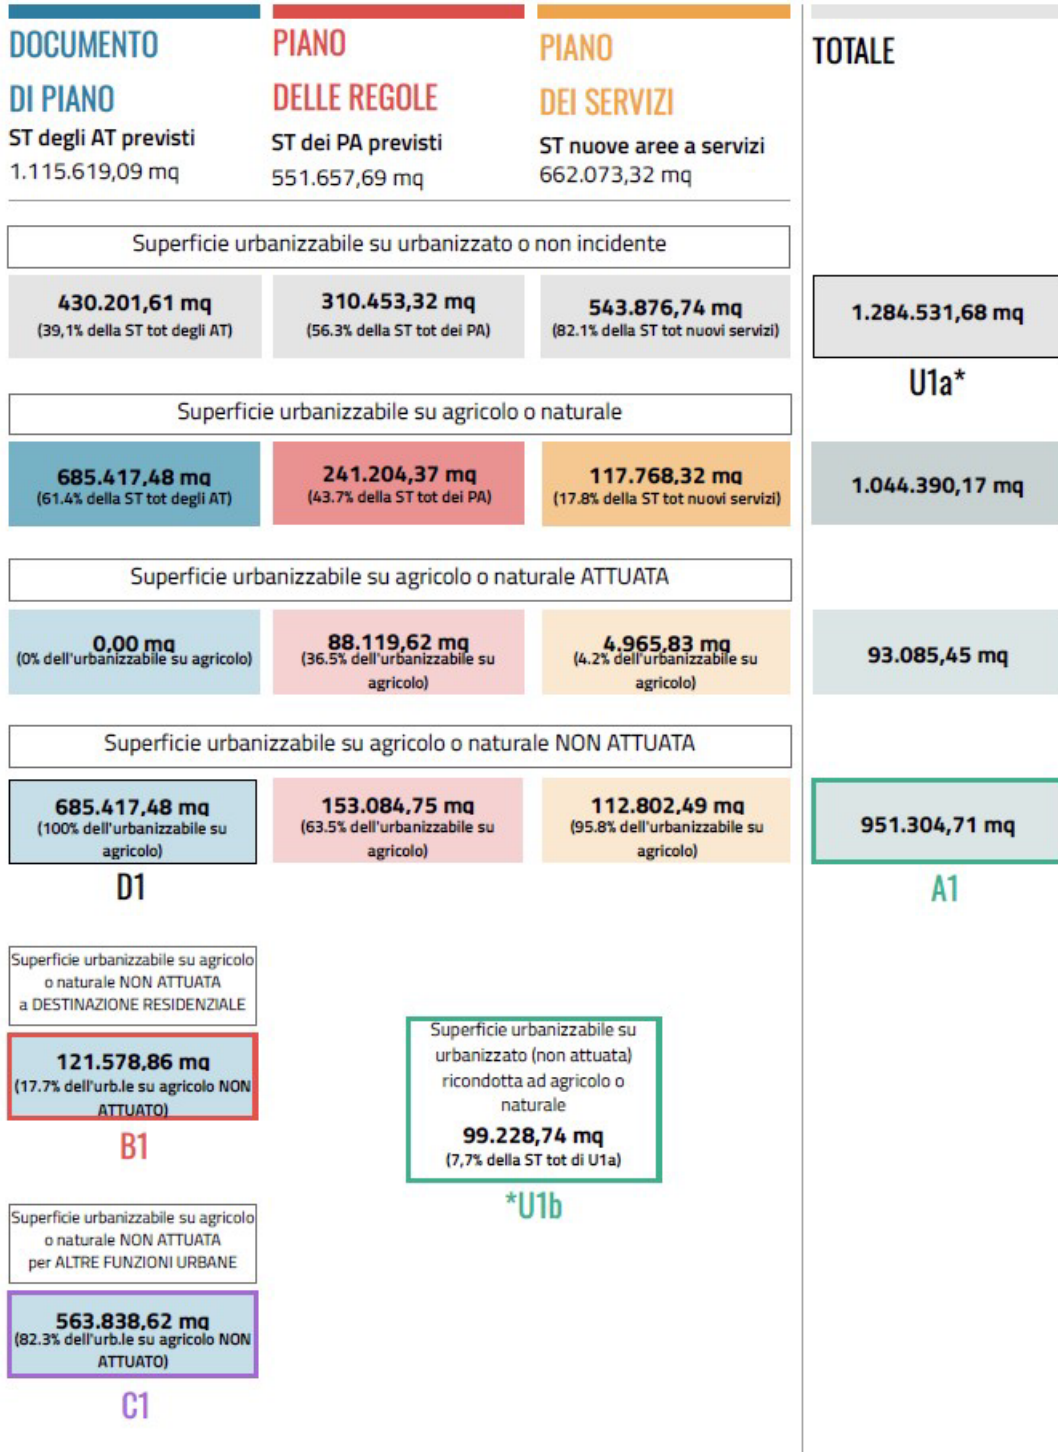 DOCUMENTO
DI PIANO
ST degli AT previsti
1.115.619,09 mq
PIANO
DELLE REGOLE
ST dei PA previsti
551.657,69 mq
PIANO
DEI SERVIZI
ST nuove aree a servizi
662.073,32 mq
TOTALE
Superficie urbanizzabile su urbanizzato o non incidente
430.201,61 mq
(39,1% della ST tot degli AT)
310.453,32 mq
(56.3% della ST tot dei PA)
543.876,74 mq
(82.1% della ST tot nuovi servizi)
1.284.531,68 mq
U1a*
Superficie urbanizzabile su agricolo o naturale
685.417,48 mq
(61.4% della ST tot degli AT)
241.204,37 mq
(43.7% della ST tot dei PA)
117.768,32 mq
(17.8% della ST tot nuovi servizi)
1.044.390,17 mq
Superficie urbanizzabile su agricolo o naturale ATTUATA
0,00 mq
(0% dell'urbanizzabile su agricolo)
88.119,62 mq
(36.5% dell'urbanizzabile su
agricolo)
4.965,83 mq
(4.2% dell'urbanizzabile su
agricolo)
93.085,45 mq
Superficie urbanizzabile su agricolo o naturale NON ATTUATA
685.417,48 mq
(100% dell'urbanizzabile su
agricolo)
D1
153.084,75 mq
(63.5% dell'urbanizzabile su
agricolo)
112.802,49 mq
(95.8% dell'urbanizzabile su
agricolo)
951.304,71 mq
A1
Superficie urbanizzabile su agricolo
o naturale NON ATTUATA
a DESTINAZIONE RESIDENZIALE
121.578,86 mq
(17.7% dell'urb.le su agricolo NON
ATTUATO)
B1
Superficie urbanizzabile su
urbanizzato (non attuata)
ricondotta ad agricolo o
naturale
99.228,74 mq
(7,7% della ST tot di U1a)
*U1b
Superficie urbanizzabile su agricolo
o naturale NON ATTUATA
per ALTRE FUNZIONI URBANE
563.838,62 mq
(82.3% dell'urb.le su agricolo NON
ATTUATO)
C1